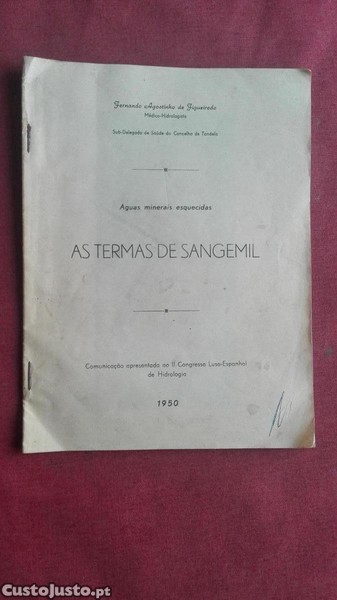 Fernando Agostinho de Figueiredo
Médico-Hidrologista
Sub-Delegado de Saúde do Concelho de Tondela
Aguas minerais esquecidas
AS TERMAS DE SANGEMIL
Comunicação apresentada ao II Congresso Luso-Espanhol
de Hidrologia
1950
CustoJusto.pt